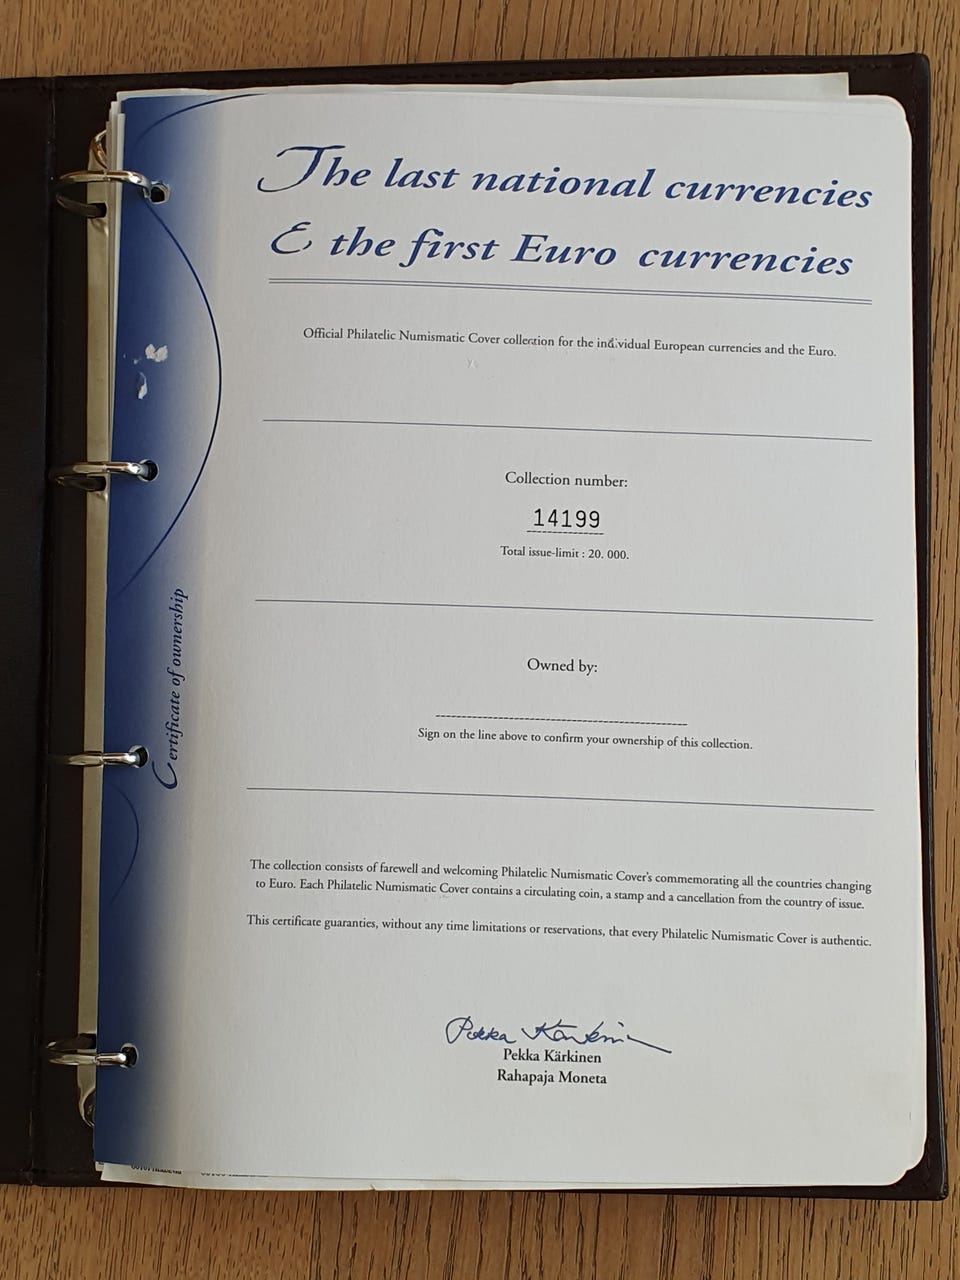 The last national currencies
& the first Euro currencies
Official Philatelic Numismatic Cover collection for the individual European currencies and the Euro.
Collection number:
14199
Total issue-limit : 20. 000.
Certificate of ownership
Owned by:
Sign on the line above to confirm your ownership of this collection.
The collection consists of farewell and welcoming Philatelic Numismatic Cover's commemorating all the countries changing
to Euro. Each Philatelic Numismatic Cover contains a circulating coin, a stamp and a cancellation from the country of issue.
This certificate guaranties, without any time limitations or reservations, that every Philatelic Numismatic Cover is authentic.
Pekka Kärkinen
Pekka Kärkinen
Rahapaja Moneta